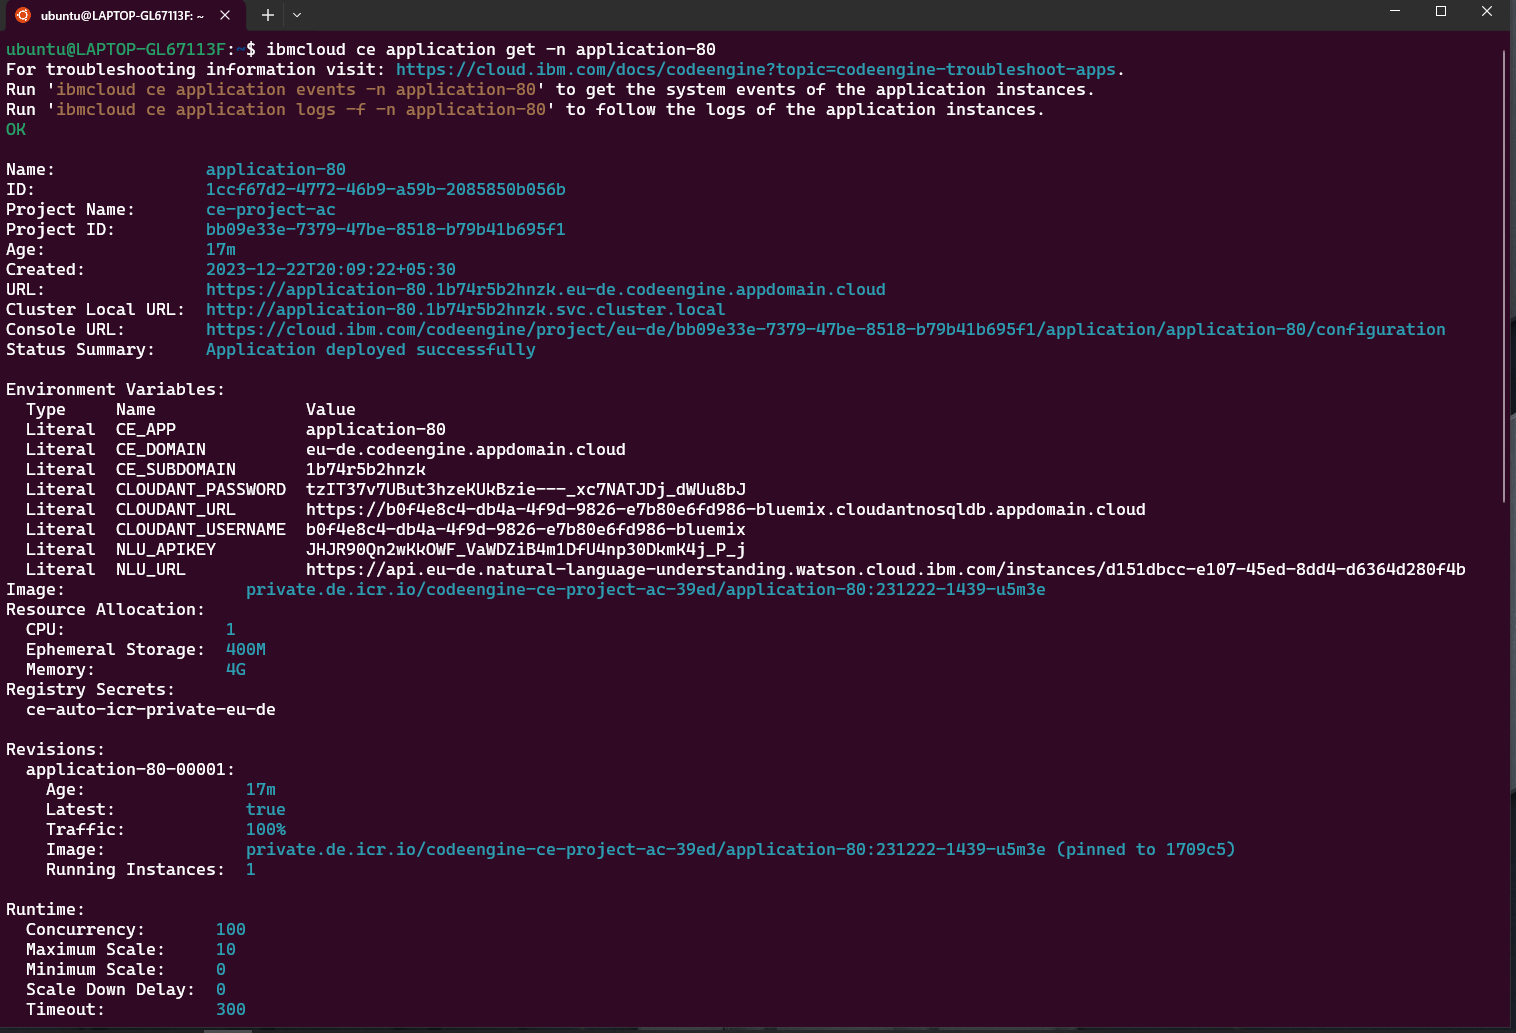 ubuntu@LAPTOP-GL67113F: ~
ubuntu@LAPTOP-GL67113F:~$ ibmcloud ce application get -n application-80
For troubleshooting information visit: https://cloud.ibm.com/docs/codeengine?topic=codeengine-troubleshoot-apps.
Run 'ibmcloud ce application events -n application-80' to get the system events of the application instances.
Run 'ibmcloud ce application logs -f -n application-80' to follow the logs of the application instances.
OK
Name: application-80
ID: 1ccf67d2-4772-46b9-a59b-2085850b056b
Project Name: ce-project-ac
Project ID: bb09e33e-7379-47be-8518-b79b41b695f1
Age: 17m
Created: 2023-12-22T20:09:22+05:30
URL: https://application-80.1b74r5b2hnzk.eu-de.codeengine.appdomain.cloud
Cluster Local URL: http://application-80.1b74r5b2hnzk.svc.cluster.local
Console URL: https://cloud.ibm.com/codeengine/project/eu-de/bb09e33e-7379-47be-8518-b79b41b695f1/application/application-80/configuration
Status Summary: Application deployed successfully
Environment Variables:
Type Name Value
Literal CE_APP application-80
Literal CE_DOMAIN eu-de.codeengine.appdomain.cloud
Literal CE_SUBDOMAIN 1b74r5b2hnzk
Literal CLOUDANT_PASSWORD tzIT37v7UBut3hzeKUkBzie---_xc7NATJDj_dWUu8bJ
Literal CLOUDANT_URL https://b0f4e8c4-db4a-4f9d-9826-e7b80e6fd986-bluemix.cloudantnosqldb.appdomain.cloud
Literal CLOUDANT_USERNAME b0f4e8c4-db4a-4f9d-9826-e7b80e6fd986-bluemix
Literal NLU_APIKEY JHJR90Qn2wKkOWF_VaWDZiB4m1DfU4np30DkmK4j_P_j
Literal NLU_URL https://api.eu-de.natural-language-understanding.watson.cloud.ibm.com/instances/d151dbcc-e107-45ed-8dd4-d6364d280f4b
Image: private.de.icr.io/codeengine-ce-project-ac-39ed/application-80:231222-1439-u5m3e
Resource Allocation:
CPU: 1
Ephemeral Storage: 400M
Memory: 4G
Registry Secrets:
ce-auto-icr-private-eu-de
Revisions:
application-80-00001:
Age: 17m
Latest: true
Traffic: 100%
Image: private.de.icr.io/codeengine-ce-project-ac-39ed/application-80:231222-1439-u5m3e (pinned to 1709c5)
Running Instances: 1
Runtime:
Concurrency: 100
Maximum Scale: 10
Minimum Scale: 0
Scale Down Delay: 0
Timeout: 300